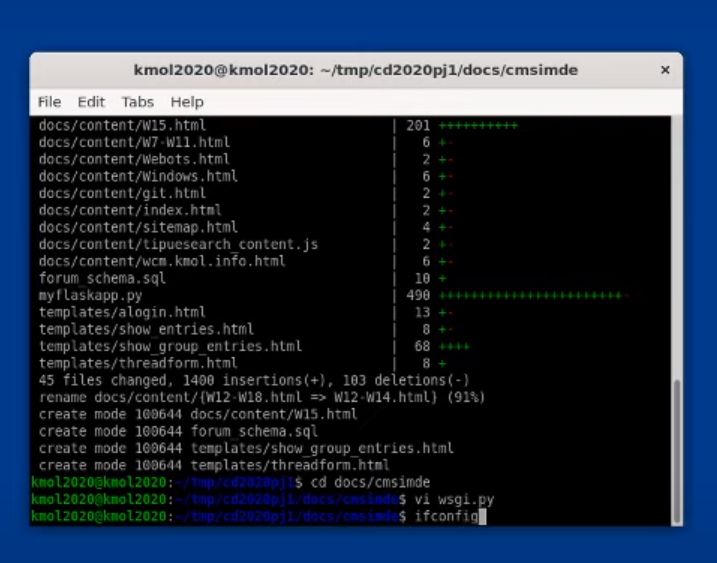 kmol2020@kmol2020: ~/tmp/cd2020pj1/docs/cmsimde ×
File Edit Tabs Help
docs/content/W15.html | 201 ++++++++++
docs/content/W7-W11.html | 6 +-
docs/content/Webots.html | 2 +-
docs/content/Windows.html | 6 +-
docs/content/git.html | 2 +-
docs/content/index.html | 2 +-
docs/content/sitemap.html | 4 +-
docs/content/tipuesearch_content.js | 2 +-
docs/content/wcm.kmol.info.html | 6 +-
forum_schema.sql | 10 +
myflaskapp.py | 490 +++++++++++++++++++++++-
templates/alogin.html | 13 +-
templates/show_entries.html | 8 +-
templates/show_group_entries.html | 68 ++++
templates/threadform.html | 8 +
45 files changed, 1400 insertions(+), 103 deletions(-)
rename docs/content/{W12-W18.html => W12-W14.html} (91%)
create mode 100644 docs/content/W15.html
create mode 100644 forum_schema.sql
create mode 100644 templates/show_group_entries.html
create mode 100644 templates/threadform.html
kmol2020@kmol2020:~/tmp/cd2020pj1$ cd docs/cmsimde
kmol2020@kmol2020:~/tmp/cd2020pj1/docs/cmsimde$ vi wsgi.py
kmol2020@kmol2020:~/tmp/cd2020pj1/docs/cmsimde$ ifconfig